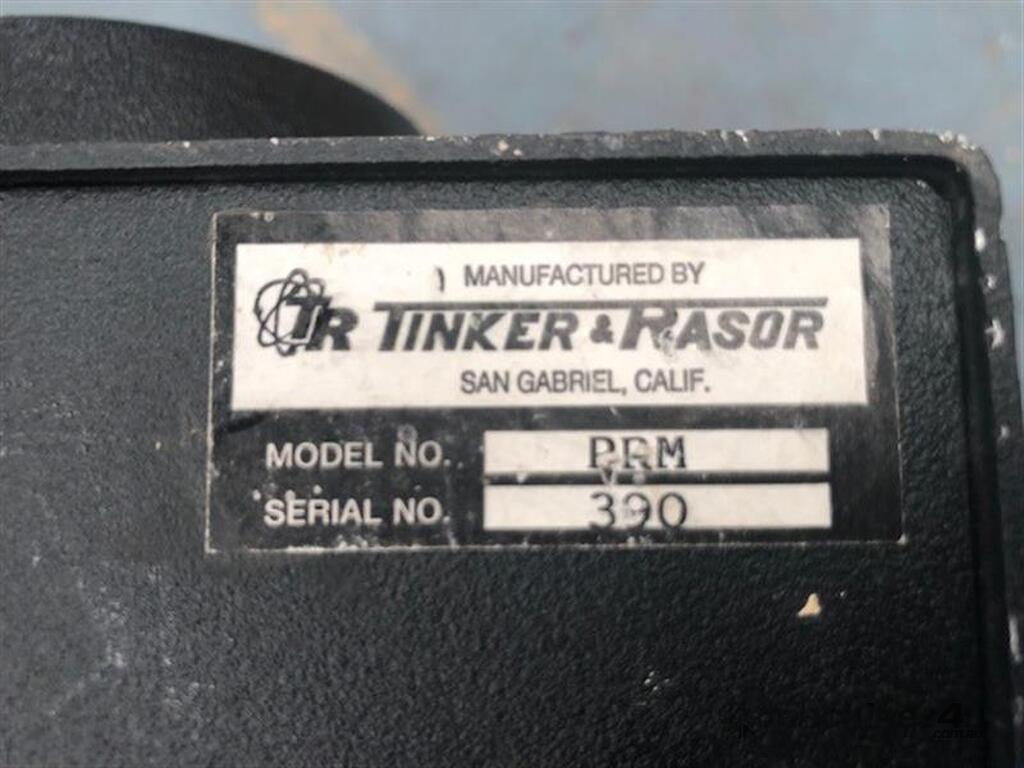 MANUFACTURED BY
TR TINKER & RASOR
SAN GABRIEL, CALIF.
MODEL NO. PRM
SERIAL NO. 390